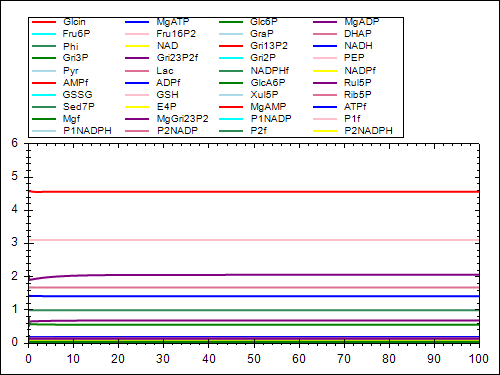 Glcin MgATP Glc6P MgADP
Fru6P Fru16P2 GraP DHAP
Phi NAD Gri13P2 NADH
Gri3P Gri23P2f Gri2P PEP
Pyr Lac NADPHf NADPf
AMPf ADPf GlcA6P Rul5P
GSSG GSH Xul5P Rib5P
Sed7P E4P MgAMP ATPf
Mgf MgGri23P2 P1NADP P1f
P1NADPH P2NADP P2f P2NADPH
6
5
4
3
2
1
0
0 10 20 30 40 50 60 70 80 90 100